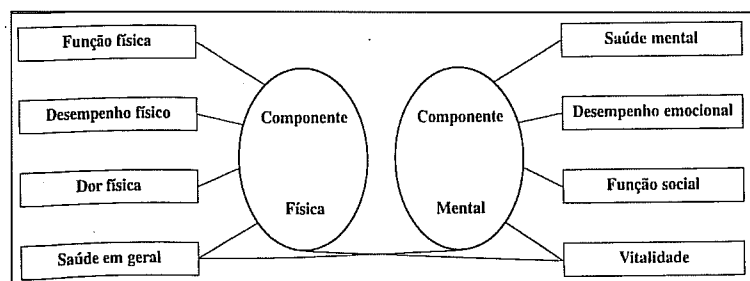 Função física
Desempenho físico
Dor física
Saúde em geral
Componente
Física
Componente
Mental
Saúde mental
Desempenho emocional
Função social
Vitalidade